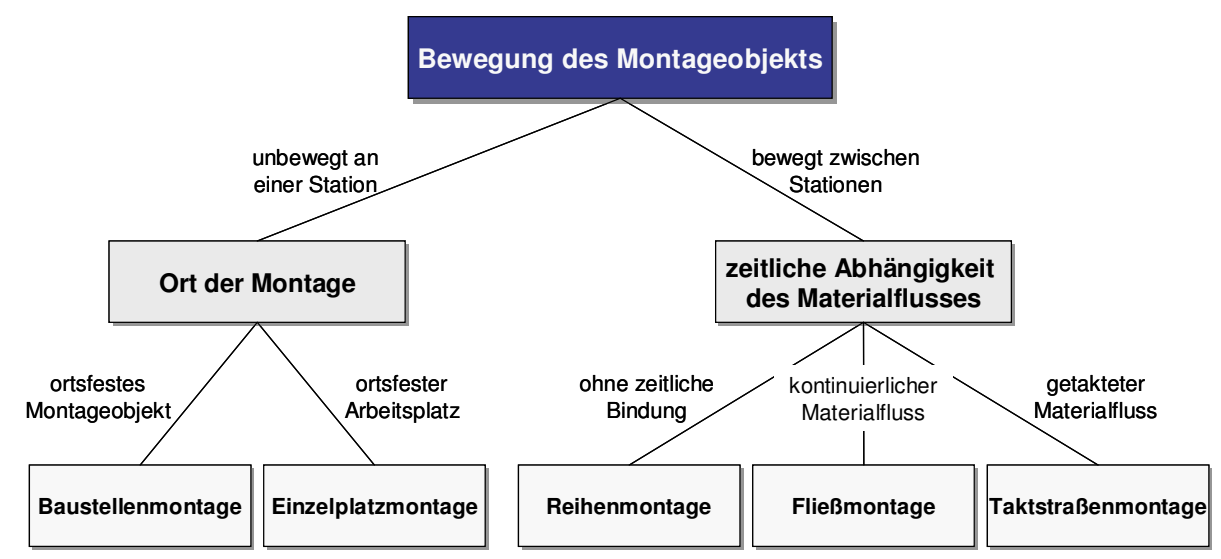 Bewegung des Montageobjekts
unbewegt an
einer Station
bewegt zwischen
Stationen
Ort der Montage
zeitliche Abhängigkeit
des Materialflusses
ortsfestes
Montageobjekt
ortsfester
Arbeitsplatz
ohne zeitliche
Bindung
kontinuierlicher
Materialfluss
getakteter
Materialfluss
Baustellenmontage
Einzelplatzmontage
Reihenmontage
Fließmontage
Taktstraßenmontage